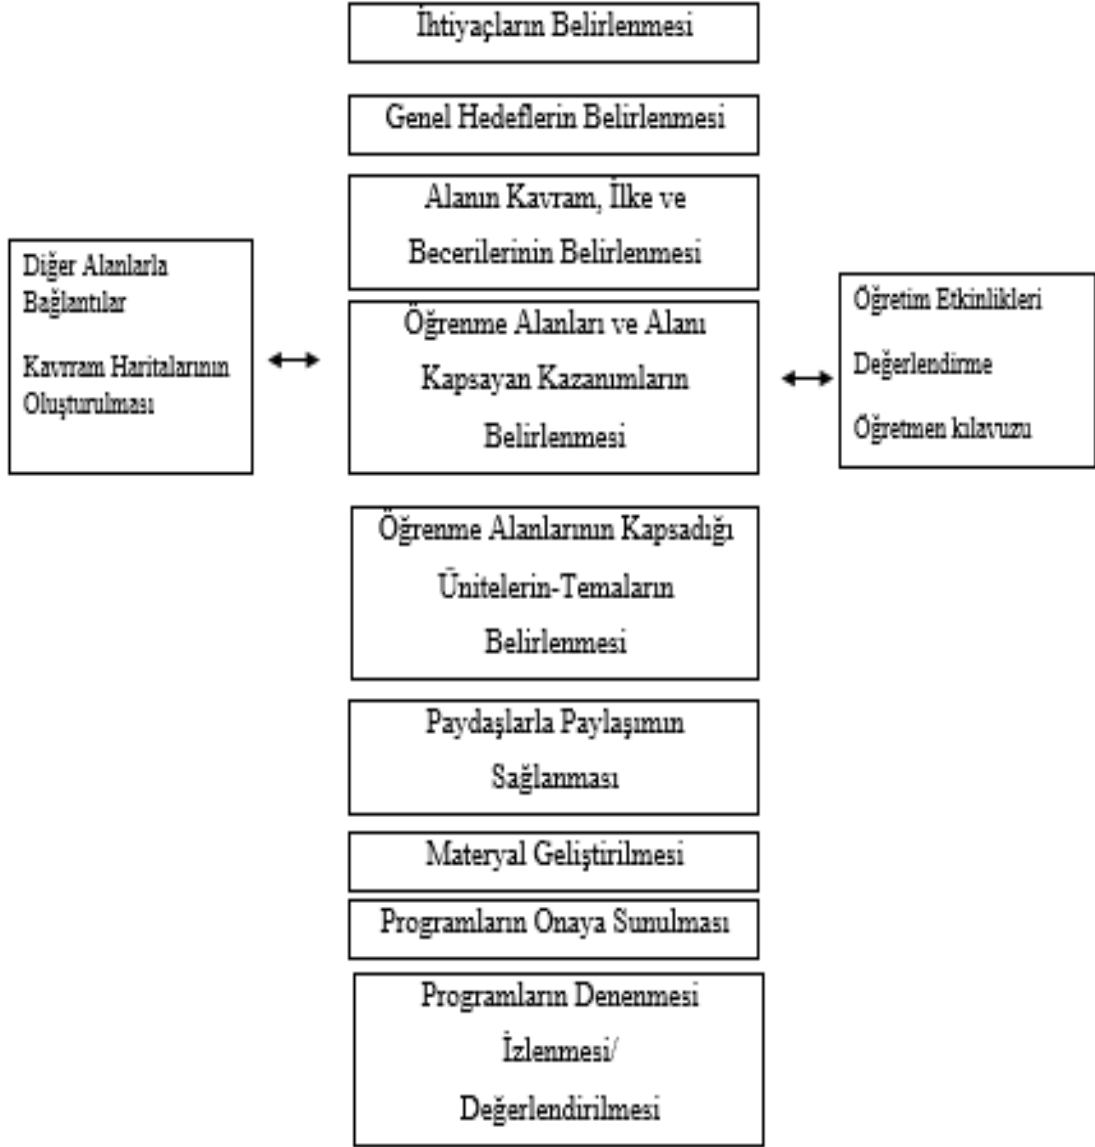 İhtiyaçların Belirlenmesi
Genel Hedeflerin Belirlenmesi
Alanın Kavram, İlke ve
Becerilerinin Belirlenmesi
Diğer Alanlarla
Bağlantılar
Kavrram Haritalarının
Oluşturulması
Öğrenme Alanları ve Alanı
Kapsayan Kazanımların
Belirlenmesi
Öğretim Etkinlikleri
Değerlendirme
Öğretmen kılavuzu
Öğrenme Alanlarının Kapsadığı
Ünitelerin-Temaların
Belirlenmesi
Paydaşlarla Paylaşımın
Sağlanması
Materyal Geliştirilmesi
Programların Onaya Sunulması
Programların Denenmesi
İzlenmesi/
Değerlendirilmesi